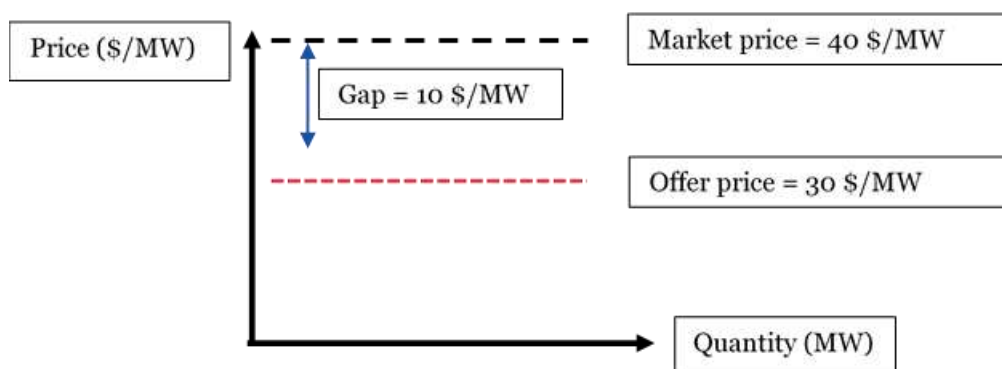 Price ($/MW)
Market price = 40 $/MW
Gap = 10 $/MW
Offer price = 30 $/MW
Quantity (MW)